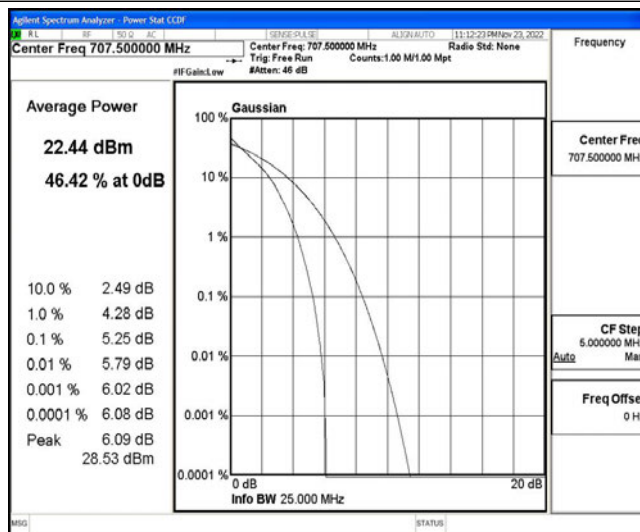 Agilent Spectrum Analyzer - Power Stat CCDF
RL RF 50 Ω AC SENSE:PULSE ALIGN AUTO 11:12:23 PM Nov 23, 2022
Center Freq 707.500000 MHz
Center Freq: 707.500000 MHz Radio Std: None
Trig: Free Run Counts:1.00 M/1.00 Mpt
#IFGain:Low #Atten: 46 dB
Frequency
Average Power
22.44 dBm
46.42 % at 0dB
10.0 % 2.49 dB
1.0 % 4.28 dB
0.1 % 5.25 dB
0.01 % 5.79 dB
0.001 % 6.02 dB
0.0001 % 6.08 dB
Peak 6.09 dB
28.53 dBm
Gaussian
100 %
10 %
1 %
0.1 %
0.01 %
0.001 %
0.0001 %
0 dB 20 dB
Info BW 25.000 MHz
Center Freq
707.500000 MH
CF Step
5.000000 MH
Auto Ma
Freq Offse
0 H
MSG STATUS